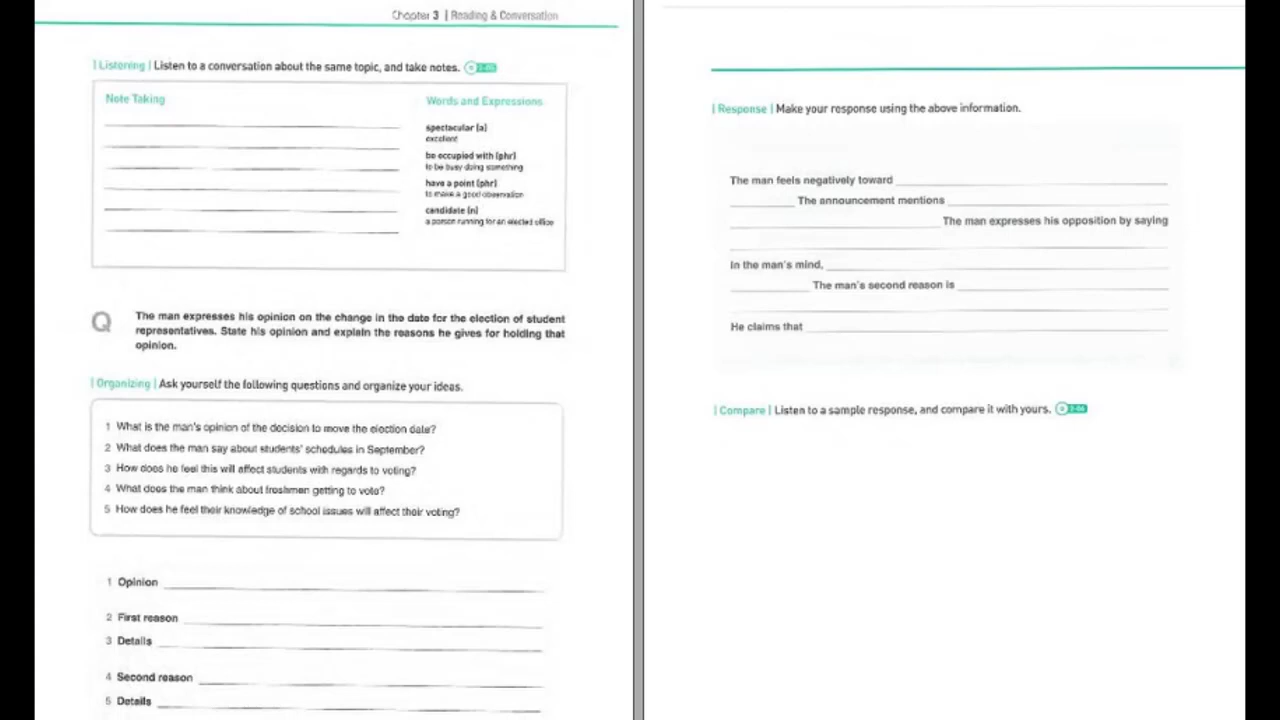 Chapter 3 | Reading & Conversation
| Listening | Listen to a conversation about the same topic, and take notes.
Note Taking
Words and Expressions
spectacular (a)
excellent
be occupied with (phr)
to be busy doing something
have a point (phr)
to make a good observation
candidate (n)
a person running for an elected office
Q
The man expresses his opinion on the change in the date for the election of student
representatives. State his opinion and explain the reasons he gives for holding that
opinion.
| Organizing | Ask yourself the following questions and organize your ideas.
1 What is the man's opinion of the decision to move the election date?
2 What does the man say about students' schedules in September?
3 How does he feel this will affect students with regards to voting?
4 What does the man think about freshmen getting to vote?
5 How does he feel their knowledge of school issues will affect their voting?
1 Opinion
2 First reason
3 Details
4 Second reason
5 Details
| Response | Make your response using the above information.
The man feels negatively toward
The announcement mentions
The man expresses his opposition by saying
In the man's mind,
The man's second reason is
He claims that
| Compare | Listen to a sample response, and compare it with yours.